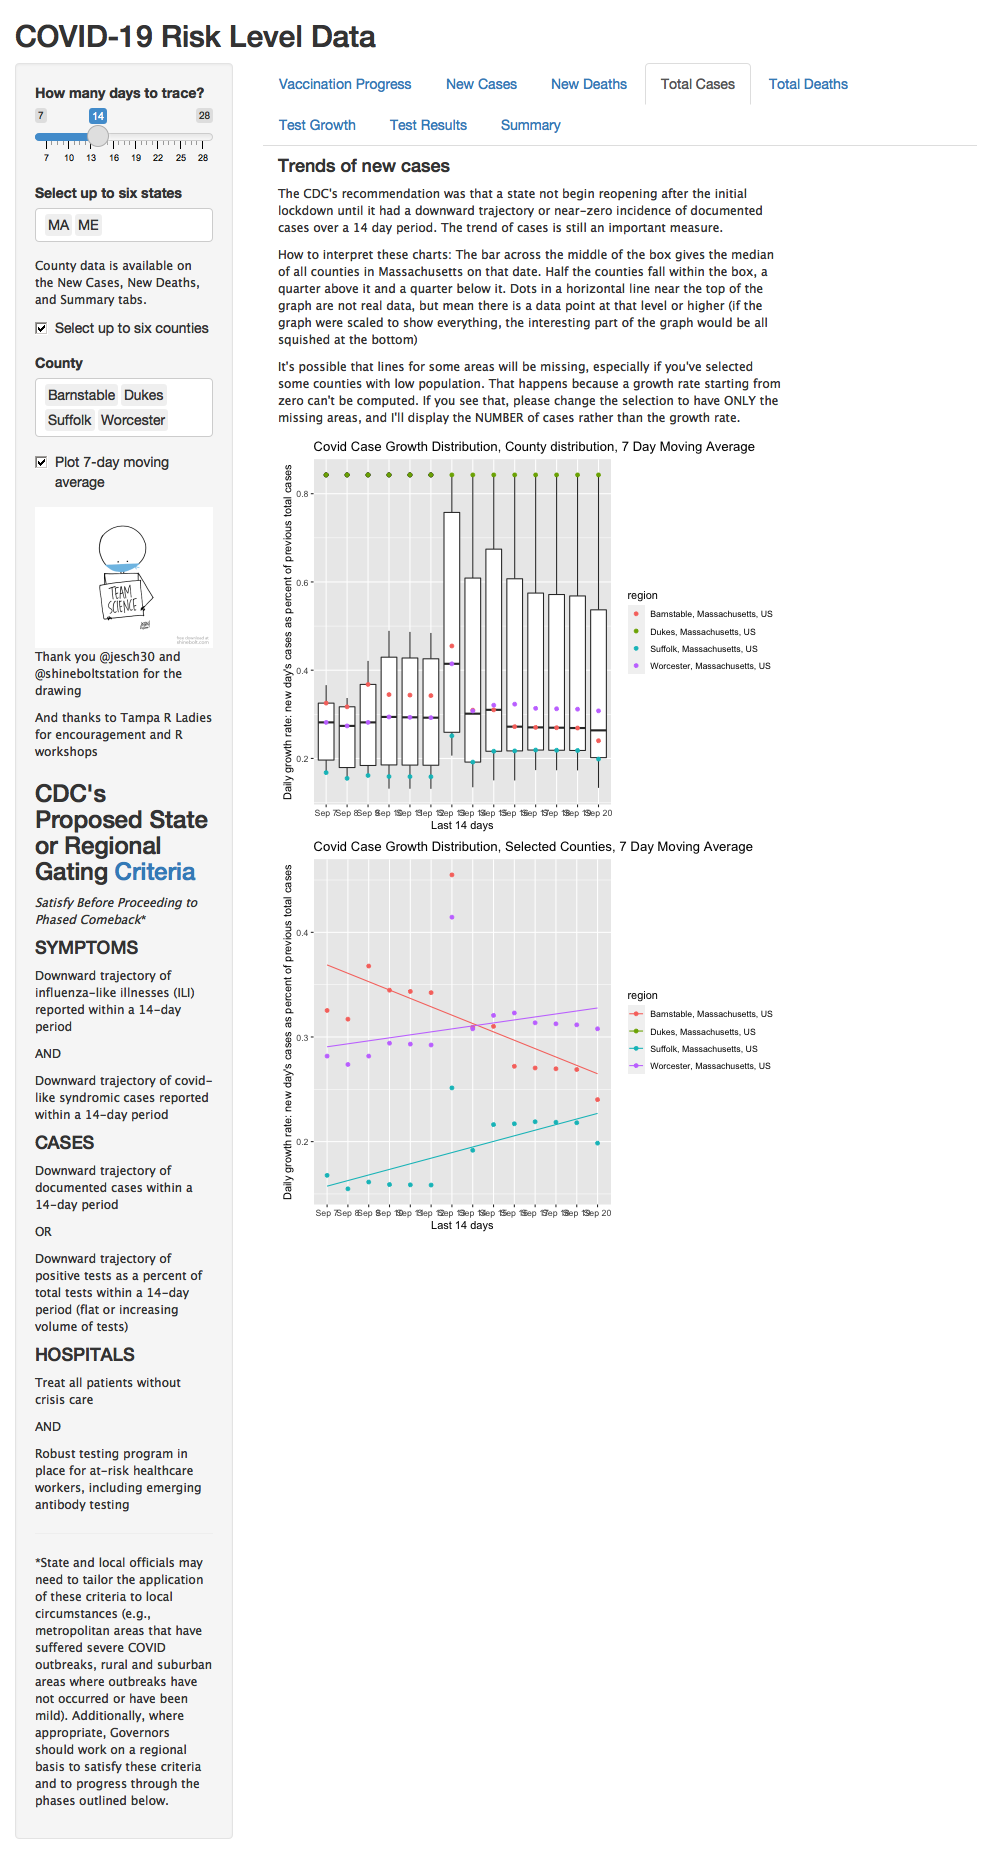 COVID-19 Risk Level Data
How many days to trace?
7 14 28
7 10 13 16 19 22 25 28
Select up to six states
MA ME
County data is available on
the New Cases, New Deaths,
and Summary tabs.
Select up to six counties
County
Barnstable Dukes
Suffolk Worcester
Plot 7-day moving
average
TEAM
SCIENCE
Thank you @jesch30 and
@shineboltstation for the
drawing
And thanks to Tampa R Ladies
for encouragement and R
workshops
CDC's
Proposed State
or Regional
Gating Criteria
Satisfy Before Proceeding to
Phased Comeback*
SYMPTOMS
Downward trajectory of
influenza-like illnesses (ILI)
reported within a 14-day
period
AND
Downward trajectory of covid-
like syndromic cases reported
within a 14-day period
CASES
Downward trajectory of
documented cases within a
14-day period
OR
Downward trajectory of
positive tests as a percent of
total tests within a 14-day
period (flat or increasing
volume of tests)
HOSPITALS
Treat all patients without
crisis care
AND
Robust testing program in
place for at-risk healthcare
workers, including emerging
antibody testing
*State and local officials may
need to tailor the application
of these criteria to local
circumstances (e.g.,
metropolitan areas that have
suffered severe COVID
outbreaks, rural and suburban
areas where outbreaks have
not occurred or have been
mild). Additionally, where
appropriate, Governors
should work on a regional
basis to satisfy these criteria
and to progress through the
phases outlined below.
Vaccination Progress New Cases New Deaths Total Cases Total Deaths
Test Growth Test Results Summary
Trends of new cases
The CDC's recommendation was that a state not begin reopening after the initial
lockdown until it had a downward trajectory or near-zero incidence of documented
cases over a 14 day period. The trend of cases is still an important measure.
How to interpret these charts: The bar across the middle of the box gives the median
of all counties in Massachusetts on that date. Half the counties fall within the box, a
quarter above it and a quarter below it. Dots in a horizontal line near the top of the
graph are not real data, but mean there is a data point at that level or higher (if the
graph were scaled to show everything, the interesting part of the graph would be all
squished at the bottom)
It's possible that lines for some areas will be missing, especially if you've selected
some counties with low population. That happens because a growth rate starting from
zero can't be computed. If you see that, please change the selection to have ONLY the
missing areas, and I'll display the NUMBER of cases rather than the growth rate.
Covid Case Growth Distribution, County distribution, 7 Day Moving Average
Daily growth rate: new day's cases as percent of previous total cases
0.8
0.6
0.4
0.2
Sep 7 Sep 8 Sep 9 Sep 10 Sep 11 Sep 12 Sep 13 Sep 14 Sep 15 Sep 16 Sep 17 Sep 18 Sep 19 Sep 20
Last 14 days
region
Barnstable, Massachusetts, US
Dukes, Massachusetts, US
Suffolk, Massachusetts, US
Worcester, Massachusetts, US
Covid Case Growth Distribution, Selected Counties, 7 Day Moving Average
Daily growth rate: new day's cases as percent of previous total cases
0.4
0.3
0.2
Sep 7 Sep 8 Sep 9 Sep 10 Sep 11 Sep 12 Sep 13 Sep 14 Sep 15 Sep 16 Sep 17 Sep 18 Sep 19 Sep 20
Last 14 days
region
Barnstable, Massachusetts, US
Dukes, Massachusetts, US
Suffolk, Massachusetts, US
Worcester, Massachusetts, US